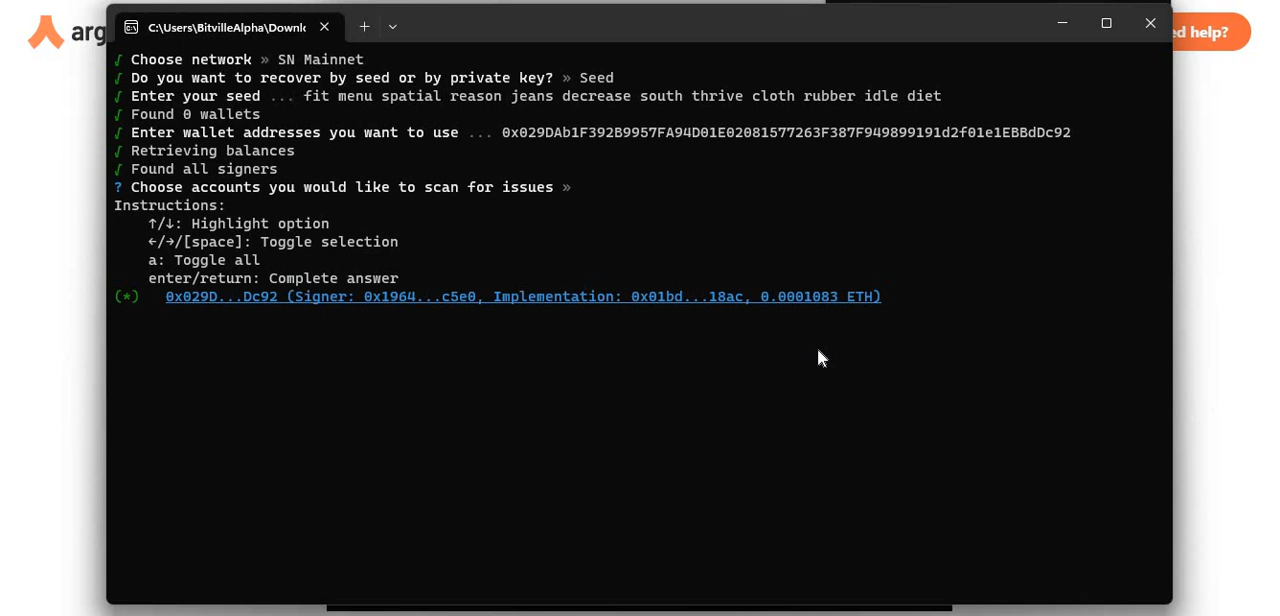 arg
ed help?
C:\Users\BitvilleAlpha\Downlo
√ Choose network » SN Mainnet
√ Do you want to recover by seed or by private key? » Seed
√ Enter your seed ... fit menu spatial reason jeans decrease south thrive cloth rubber idle diet
√ Found 0 wallets
√ Enter wallet addresses you want to use ... 0x029DAb1F392B9957FA94D01E02081577263F387F949899191d2f01e1EBBdDc92
√ Retrieving balances
√ Found all signers
? Choose accounts you would like to scan for issues »
Instructions:
↑/↓: Highlight option
←/→/[space]: Toggle selection
a: Toggle all
enter/return: Complete answer
(*) 0x029D...Dc92 (Signer: 0x1964...c5e0, Implementation: 0x01bd...18ac, 0.0001083 ETH)